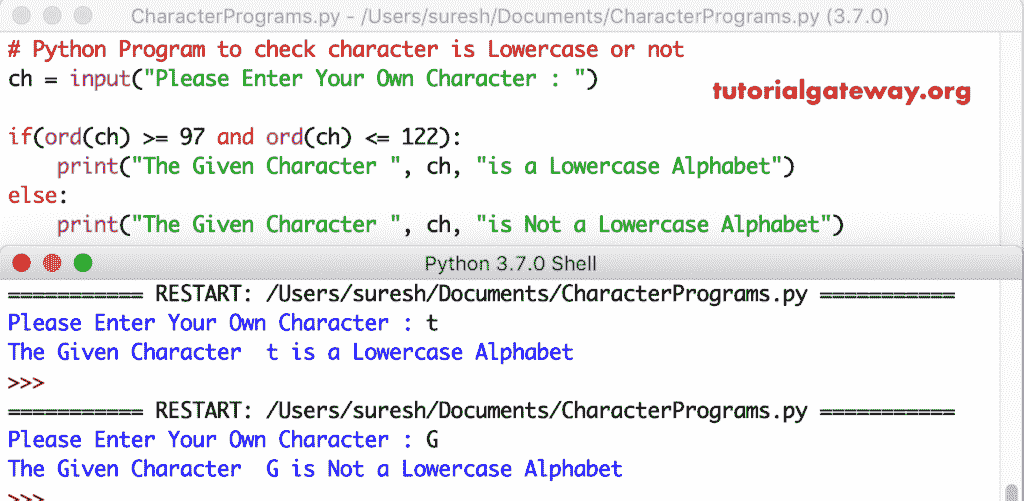 CharacterPrograms.py - /Users/suresh/Documents/CharacterPrograms.py (3.7.0)
# Python Program to check character is Lowercase or not
ch = input("Please Enter Your Own Character : ")
tutorialgateway.org
if(ord(ch) >= 97 and ord(ch) <= 122):
    print("The Given Character ", ch, "is a Lowercase Alphabet")
else:
    print("The Given Character ", ch, "is Not a Lowercase Alphabet")
Python 3.7.0 Shell
=========== RESTART: /Users/suresh/Documents/CharacterPrograms.py ===========
Please Enter Your Own Character : t
The Given Character  t is a Lowercase Alphabet
>>>
=========== RESTART: /Users/suresh/Documents/CharacterPrograms.py ===========
Please Enter Your Own Character : G
The Given Character  G is Not a Lowercase Alphabet
>>>